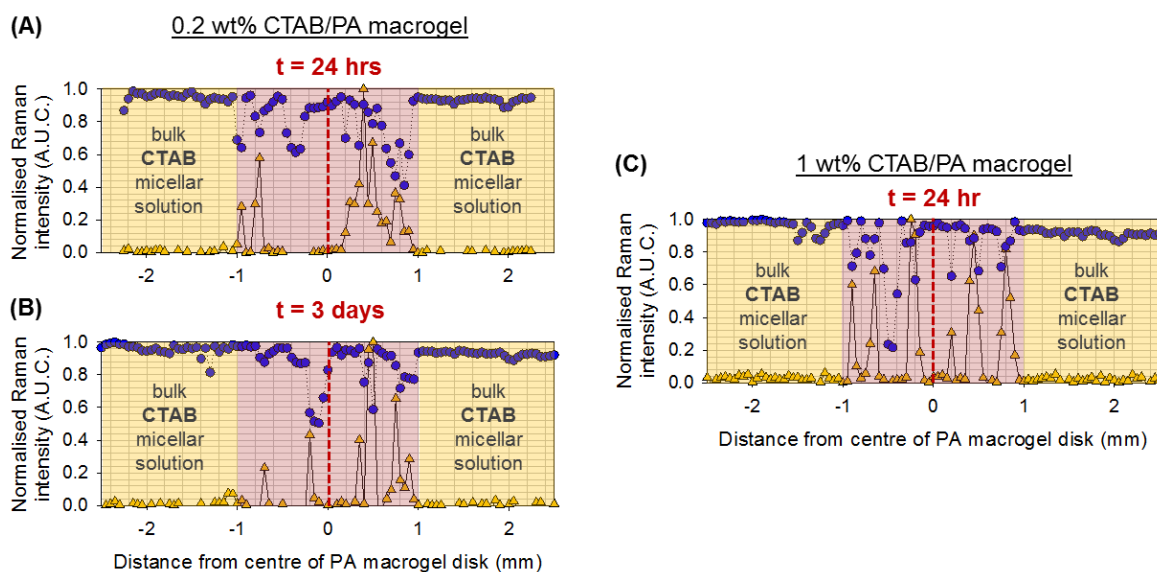 (A)
0.2 wt% CTAB/PA macrogel
t = 24 hrs
Normalised Raman
intensity (A.U.C.)
1.0
0.8
0.6
0.4
0.2
0.0
bulk
CTAB
micellar
solution
bulk
CTAB
micellar
solution
-2
-1
0
1
2
(B)
t = 3 days
Normalised Raman
intensity (A.U.C.)
1.0
0.8
0.6
0.4
0.2
0.0
bulk
CTAB
micellar
solution
bulk
CTAB
micellar
solution
-2
-1
0
1
2
Distance from centre of PA macrogel disk (mm)
(C)
1 wt% CTAB/PA macrogel
t = 24 hr
Normalised Raman
intensity (A.U.C.)
1.0
0.8
0.6
0.4
0.2
0.0
bulk
CTAB
micellar
solution
bulk
CTAB
micellar
solution
-2
-1
0
1
2
Distance from centre of PA macrogel disk (mm)